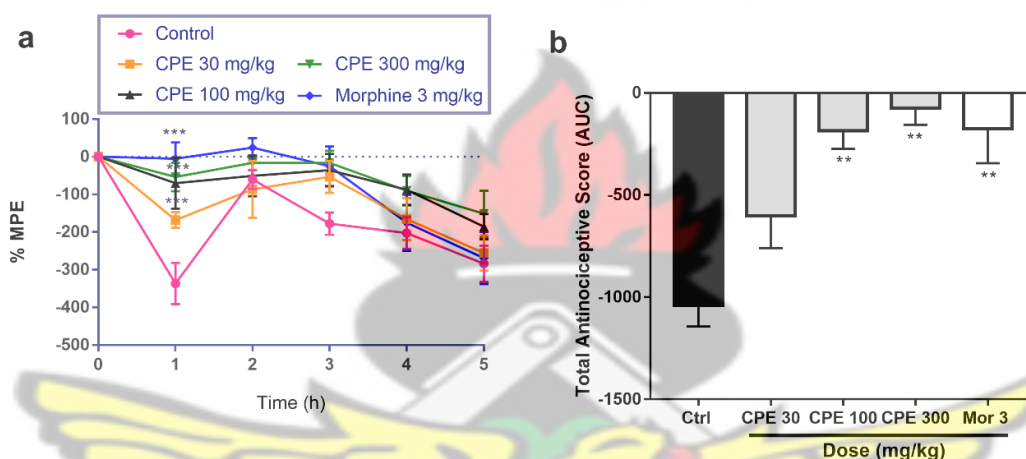 a
Control
CPE 30 mg/kg
CPE 300 mg/kg
CPE 100 mg/kg
Morphine 3 mg/kg
100
0
-100
-200
-300
-400
-500
% MPE
***
***
***
0 1 2 3 4 5
Time (h)
b
0
-500
-1000
-1500
Total Antinociceptive Score (AUC)
**
**
**
Ctrl CPE 30 CPE 100 CPE 300 Mor 3
Dose (mg/kg)